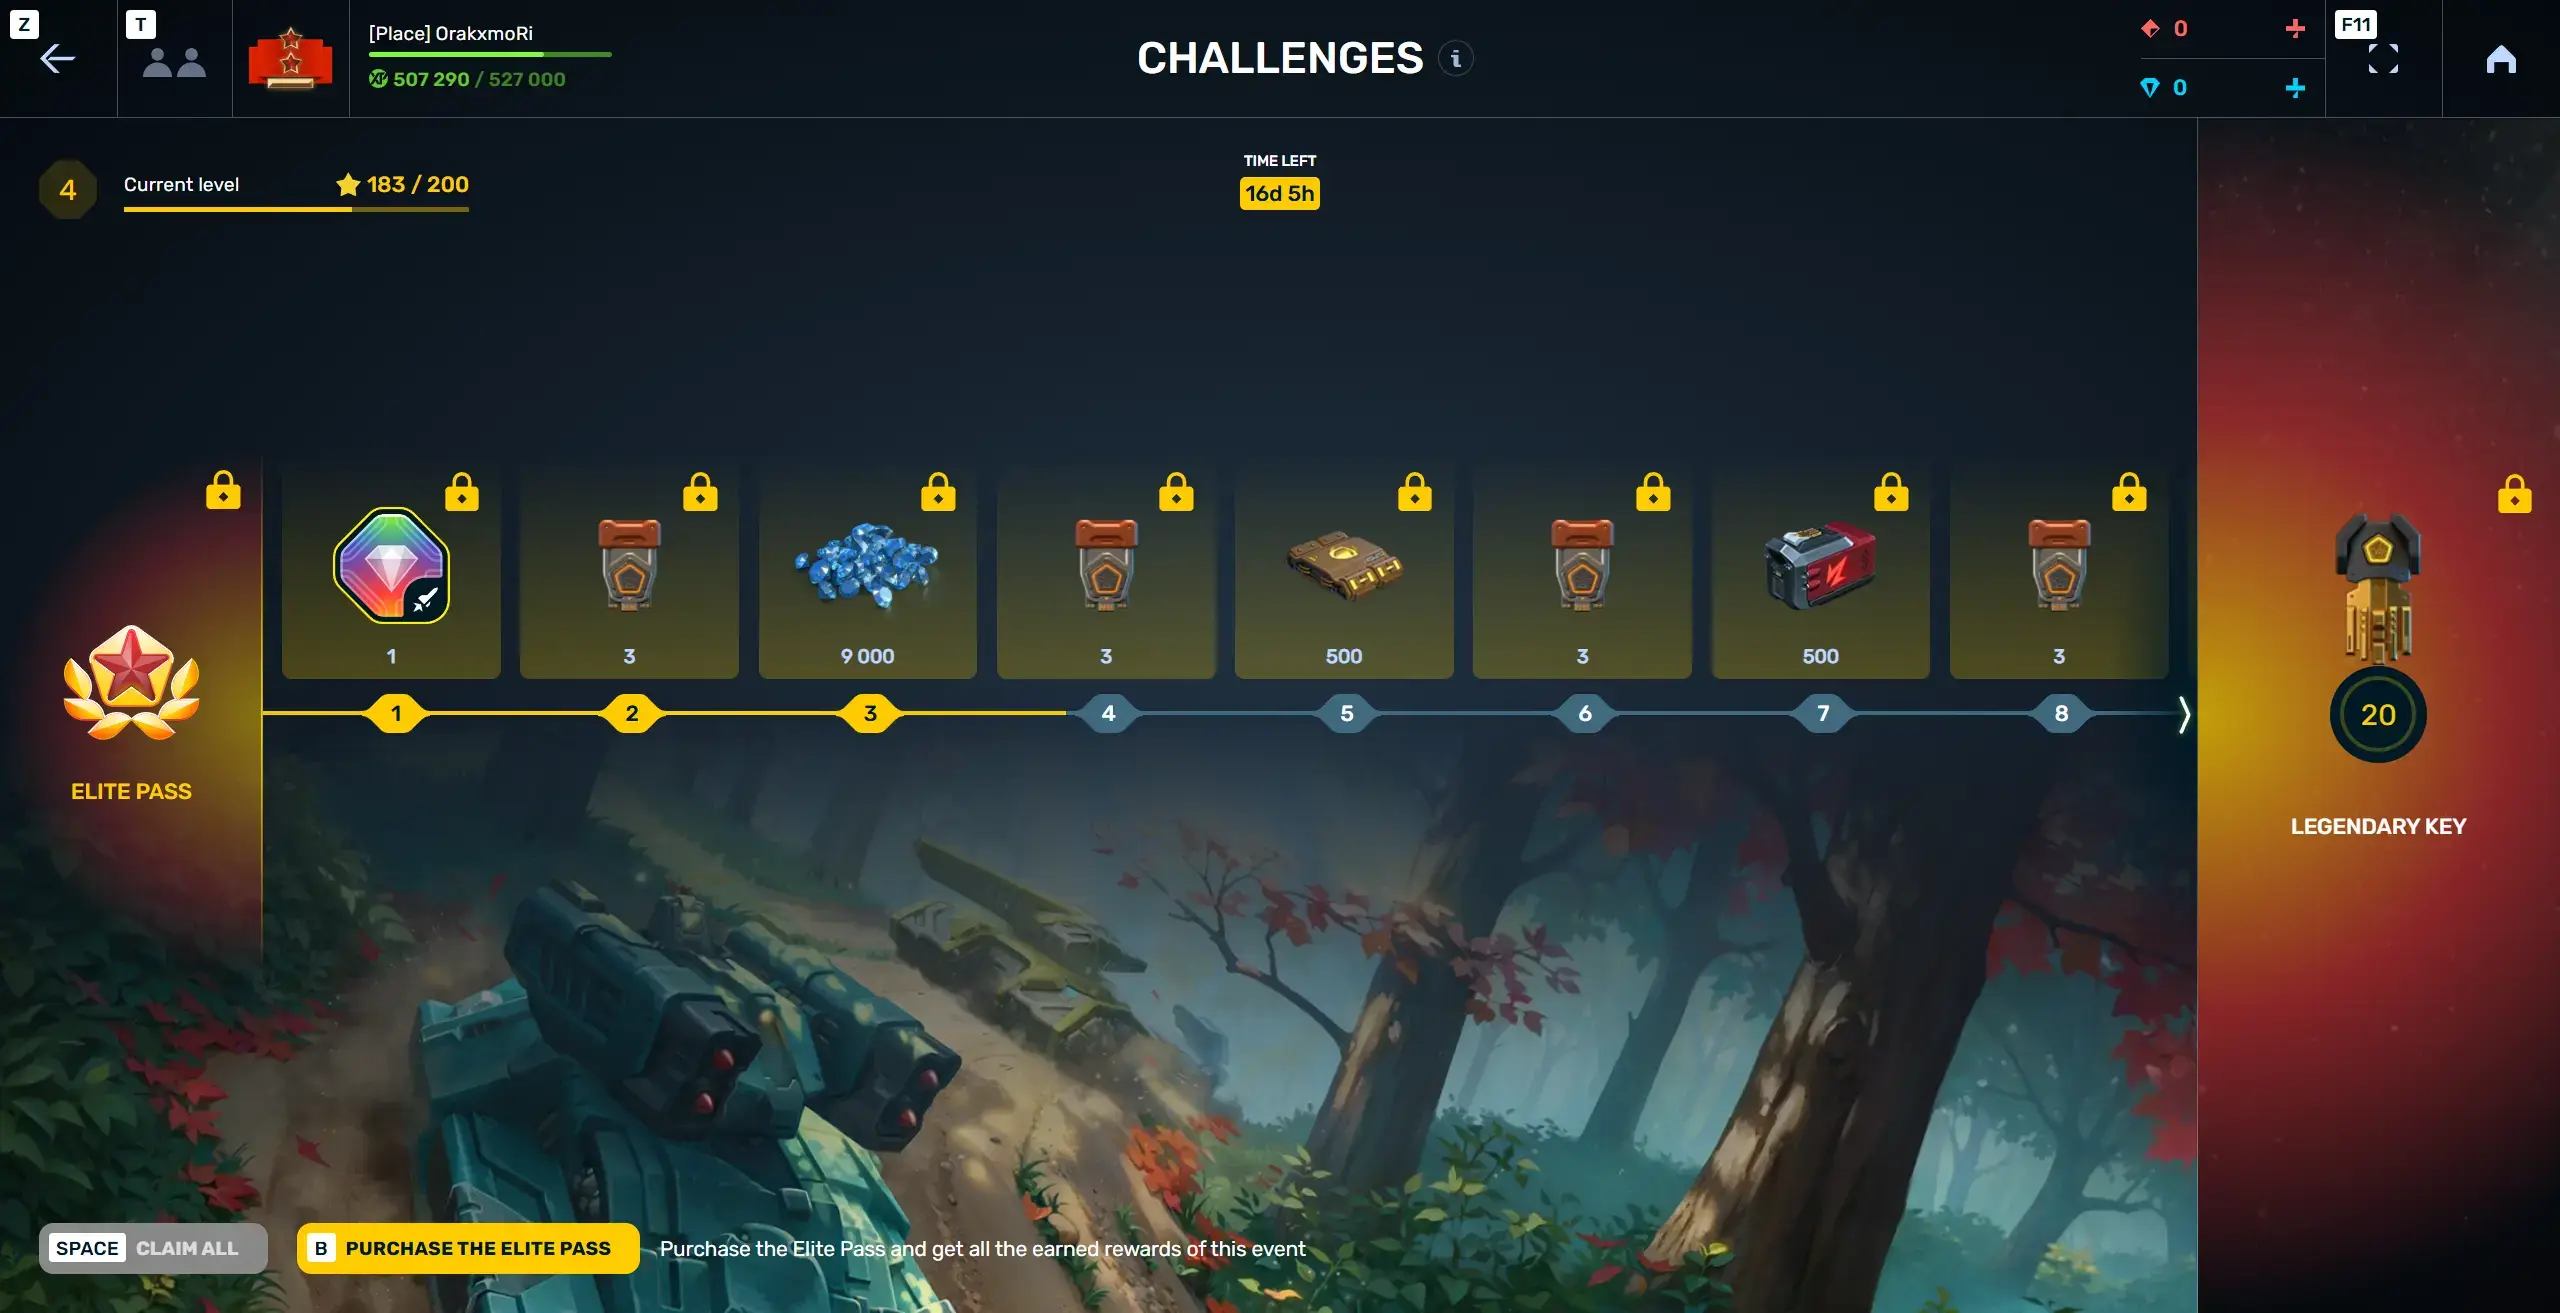 Z
T
[Place] OrakxmoRi
XP 507 290 / 527 000
CHALLENGES
i
0
0
F11
4
Current level
183 / 200
TIME LEFT
16d 5h
1
3
9 000
3
500
3
500
3
1
2
3
4
5
6
7
8
20
ELITE PASS
LEGENDARY KEY
SPACE CLAIM ALL
B PURCHASE THE ELITE PASS
Purchase the Elite Pass and get all the earned rewards of this event